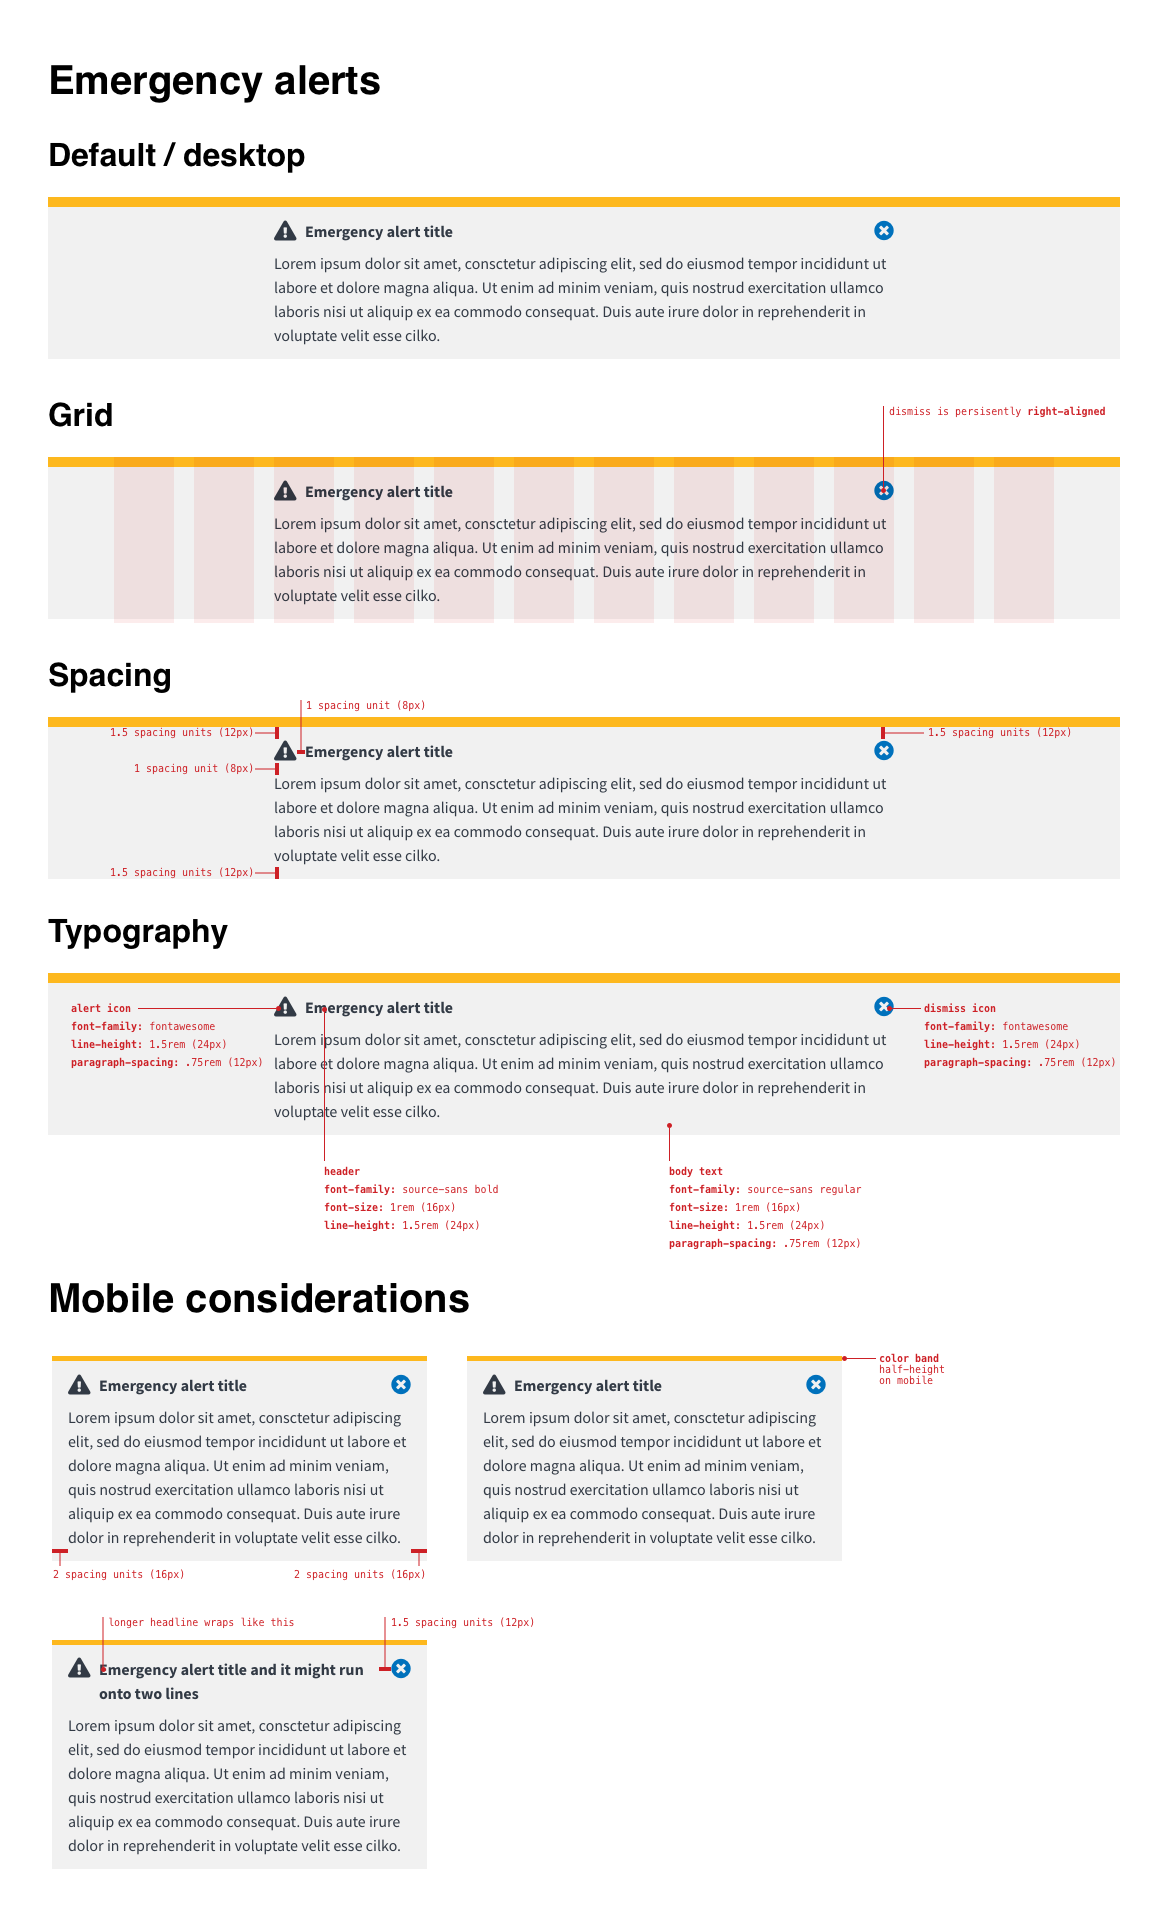 Emergency alerts
Default / desktop
Emergency alert title
Lorem ipsum dolor sit amet, consctetur adipiscing elit, sed do eiusmod tempor incididunt ut
labore et dolore magna aliqua. Ut enim ad minim veniam, quis nostrud exercitation ullamco
laboris nisi ut aliquip ex ea commodo consequat. Duis aute irure dolor in reprehenderit in
voluptate velit esse cilko.
Grid
dismiss is persisently right-aligned
Emergency alert title
Lorem ipsum dolor sit amet, consctetur adipiscing elit, sed do eiusmod tempor incididunt ut
labore et dolore magna aliqua. Ut enim ad minim veniam, quis nostrud exercitation ullamco
laboris nisi ut aliquip ex ea commodo consequat. Duis aute irure dolor in reprehenderit in
voluptate velit esse cilko.
Spacing
1 spacing unit (8px)
1.5 spacing units (12px)
1.5 spacing units (12px)
Emergency alert title
1 spacing unit (8px)
Lorem ipsum dolor sit amet, consctetur adipiscing elit, sed do eiusmod tempor incididunt ut
labore et dolore magna aliqua. Ut enim ad minim veniam, quis nostrud exercitation ullamco
laboris nisi ut aliquip ex ea commodo consequat. Duis aute irure dolor in reprehenderit in
voluptate velit esse cilko.
1.5 spacing units (12px)
Typography
alert icon
font-family: fontawesome
line-height: 1.5rem (24px)
paragraph-spacing: .75rem (12px)
Emergency alert title
Lorem ipsum dolor sit amet, consctetur adipiscing elit, sed do eiusmod tempor incididunt ut
labore et dolore magna aliqua. Ut enim ad minim veniam, quis nostrud exercitation ullamco
laboris nisi ut aliquip ex ea commodo consequat. Duis aute irure dolor in reprehenderit in
voluptate velit esse cilko.
dismiss icon
font-family: fontawesome
line-height: 1.5rem (24px)
paragraph-spacing: .75rem (12px)
header
font-family: source-sans bold
font-size: 1rem (16px)
line-height: 1.5rem (24px)
body text
font-family: source-sans regular
font-size: 1rem (16px)
line-height: 1.5rem (24px)
paragraph-spacing: .75rem (12px)
Mobile considerations
Emergency alert title
Lorem ipsum dolor sit amet, consctetur adipiscing
elit, sed do eiusmod tempor incididunt ut labore et
dolore magna aliqua. Ut enim ad minim veniam,
quis nostrud exercitation ullamco laboris nisi ut
aliquip ex ea commodo consequat. Duis aute irure
dolor in reprehenderit in voluptate velit esse cilko.
2 spacing units (16px)
2 spacing units (16px)
Emergency alert title
Lorem ipsum dolor sit amet, consctetur adipiscing
elit, sed do eiusmod tempor incididunt ut labore et
dolore magna aliqua. Ut enim ad minim veniam,
quis nostrud exercitation ullamco laboris nisi ut
aliquip ex ea commodo consequat. Duis aute irure
dolor in reprehenderit in voluptate velit esse cilko.
color band
half-height
on mobile
longer headline wraps like this
1.5 spacing units (12px)
Emergency alert title and it might run
onto two lines
Lorem ipsum dolor sit amet, consctetur adipiscing
elit, sed do eiusmod tempor incididunt ut labore et
dolore magna aliqua. Ut enim ad minim veniam,
quis nostrud exercitation ullamco laboris nisi ut
aliquip ex ea commodo consequat. Duis aute irure
dolor in reprehenderit in voluptate velit esse cilko.